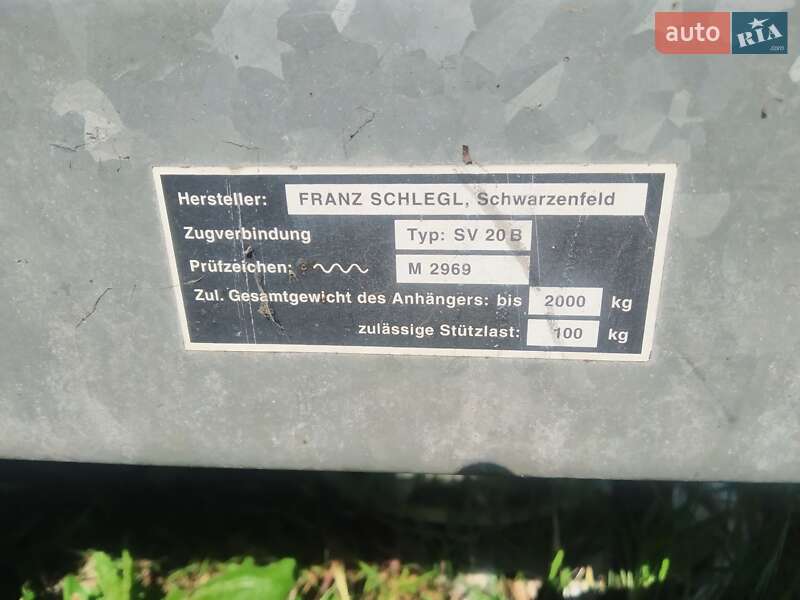 auto RIA.com
Hersteller: FRANZ SCHLEGL, Schwarzenfeld
Zugverbindung Typ: SV 20 B
Prüfzeichen: M 2969
Zul. Gesamtgewicht des Anhängers: bis 2000 kg
zulässige Stützlast: 100 kg